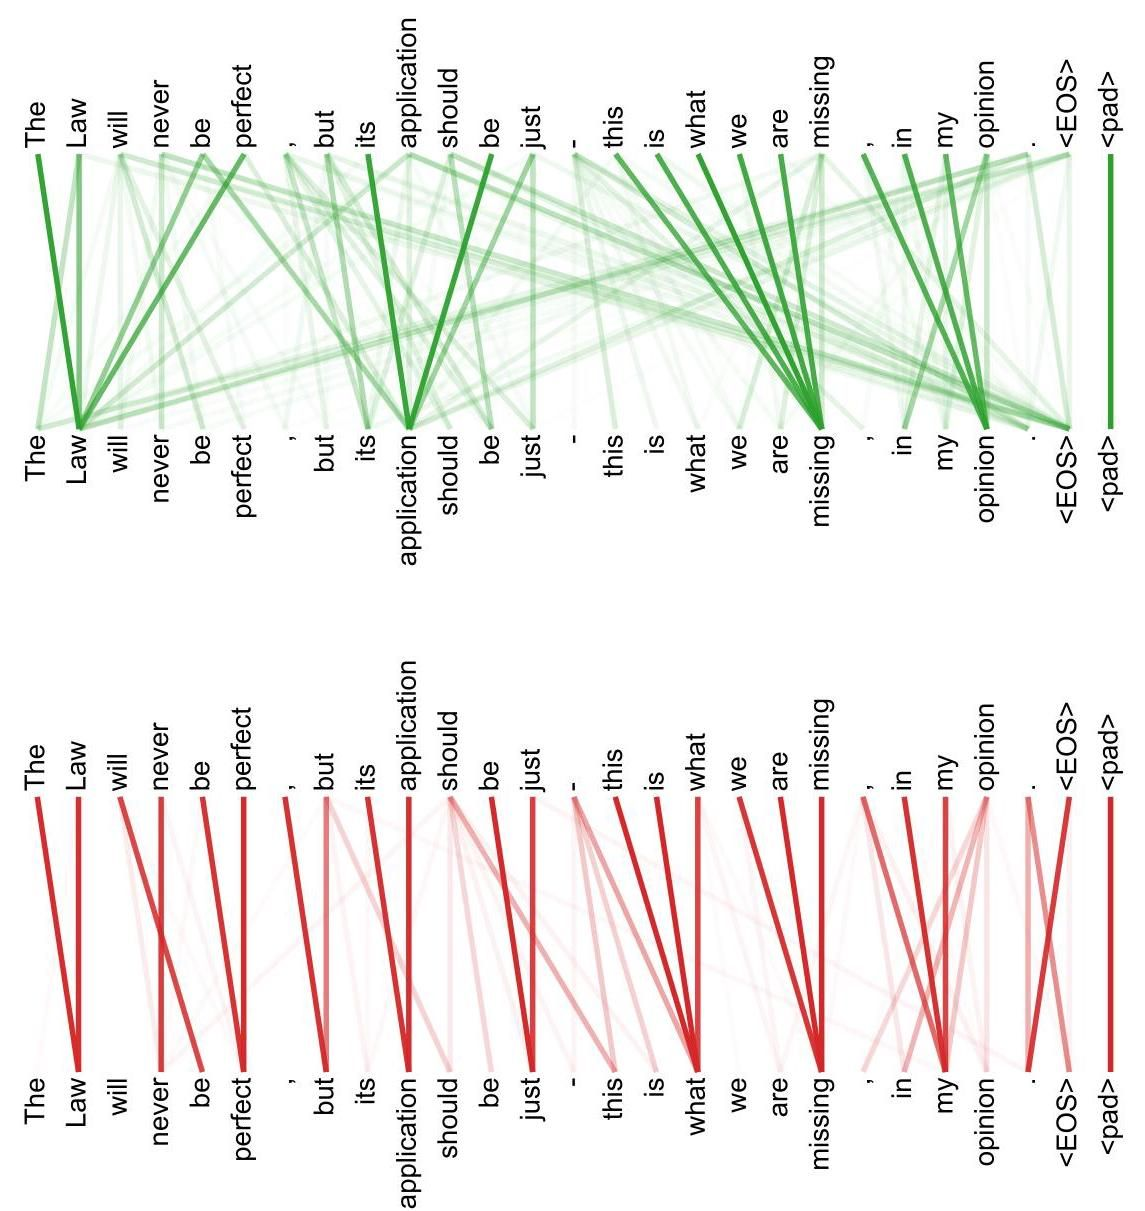 The Law will never be perfect , but its application should be just - this is what we are missing , in my opinion . <EOS> <pad>
The Law will never be perfect , but its application should be just - this is what we are missing , in my opinion . <EOS> <pad>
The Law will never be perfect , but its application should be just - this is what we are missing , in my opinion . <EOS> <pad>
The Law will never be perfect , but its application should be just - this is what we are missing , in my opinion . <EOS> <pad>